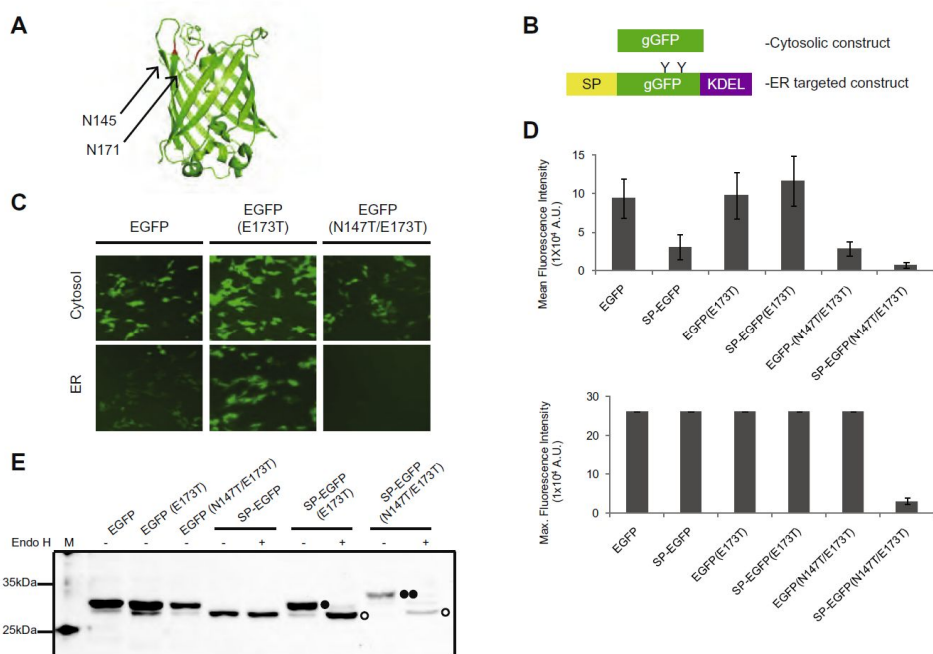 A
N145
N171
B
gGFP
-Cytosolic construct
Y Y
SP
gGFP
KDEL
-ER targeted construct
C
EGFP
EGFP
(E173T)
EGFP
(N147T/E173T)
Cytosol
ER
D
Mean Fluorescence Intensity
(1X10⁴ A.U.)
15
10
5
0
EGFP
SP-EGFP
EGFP(E173T)
SP-EGFP(E173T)
EGFP-(N147T/E173T)
SP-EGFP(N147T/E173T)
Max. Fluorescence Intensity
(1x10⁴ A.U.)
30
20
10
0
EGFP
SP-EGFP
EGFP(E173T)
SP-EGFP(E173T)
EGFP(N147T/E173T)
SP-EGFP(N147T/E173T)
E
EGFP
EGFP (E173T)
EGFP (N147T/E173T)
SP-EGFP
SP-EGFP
(E173T)
SP-EGFP
(N147T/E173T)
Endo H M - - - - + - + - +
35kDa
25kDa